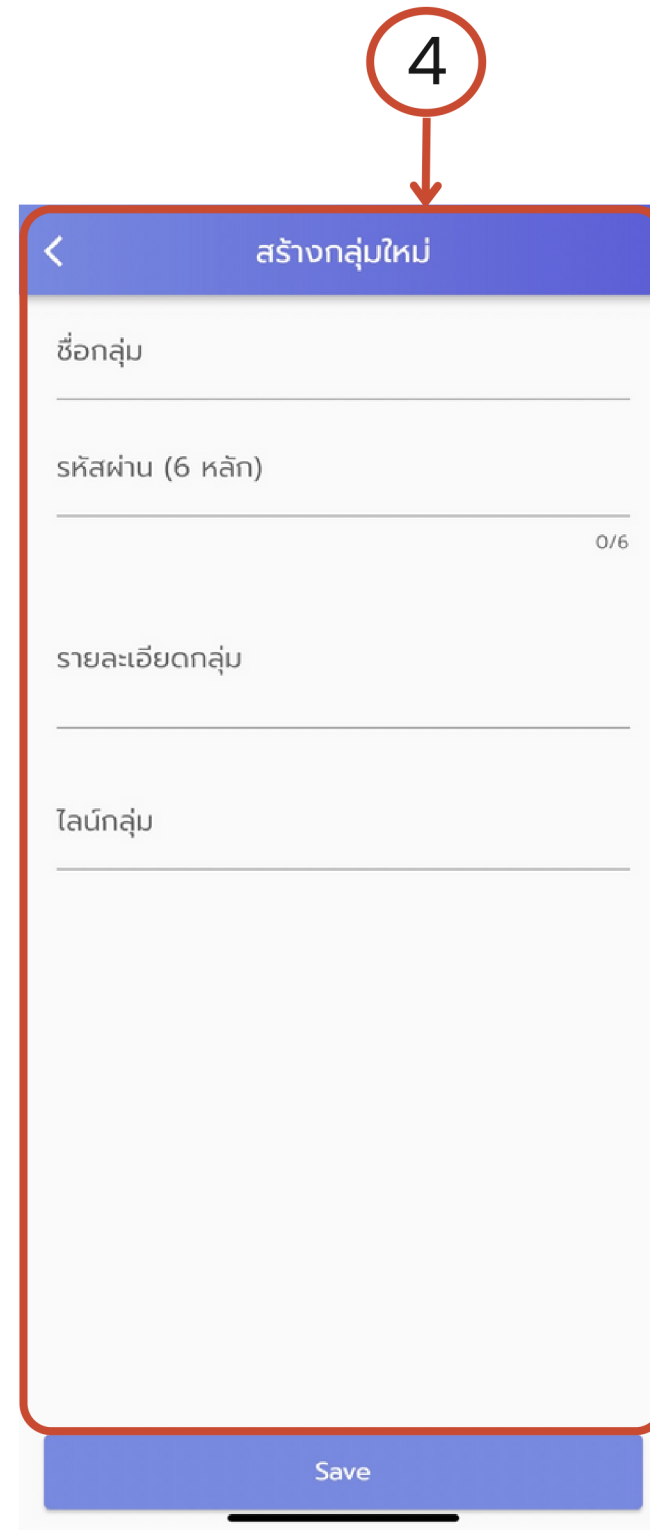 4
สร้างกลุ่มใหม่
ชื่อกลุ่ม
รหัสผ่าน (6 หลัก)
0/6
รายละเอียดกลุ่ม
ไลน์กลุ่ม
Save